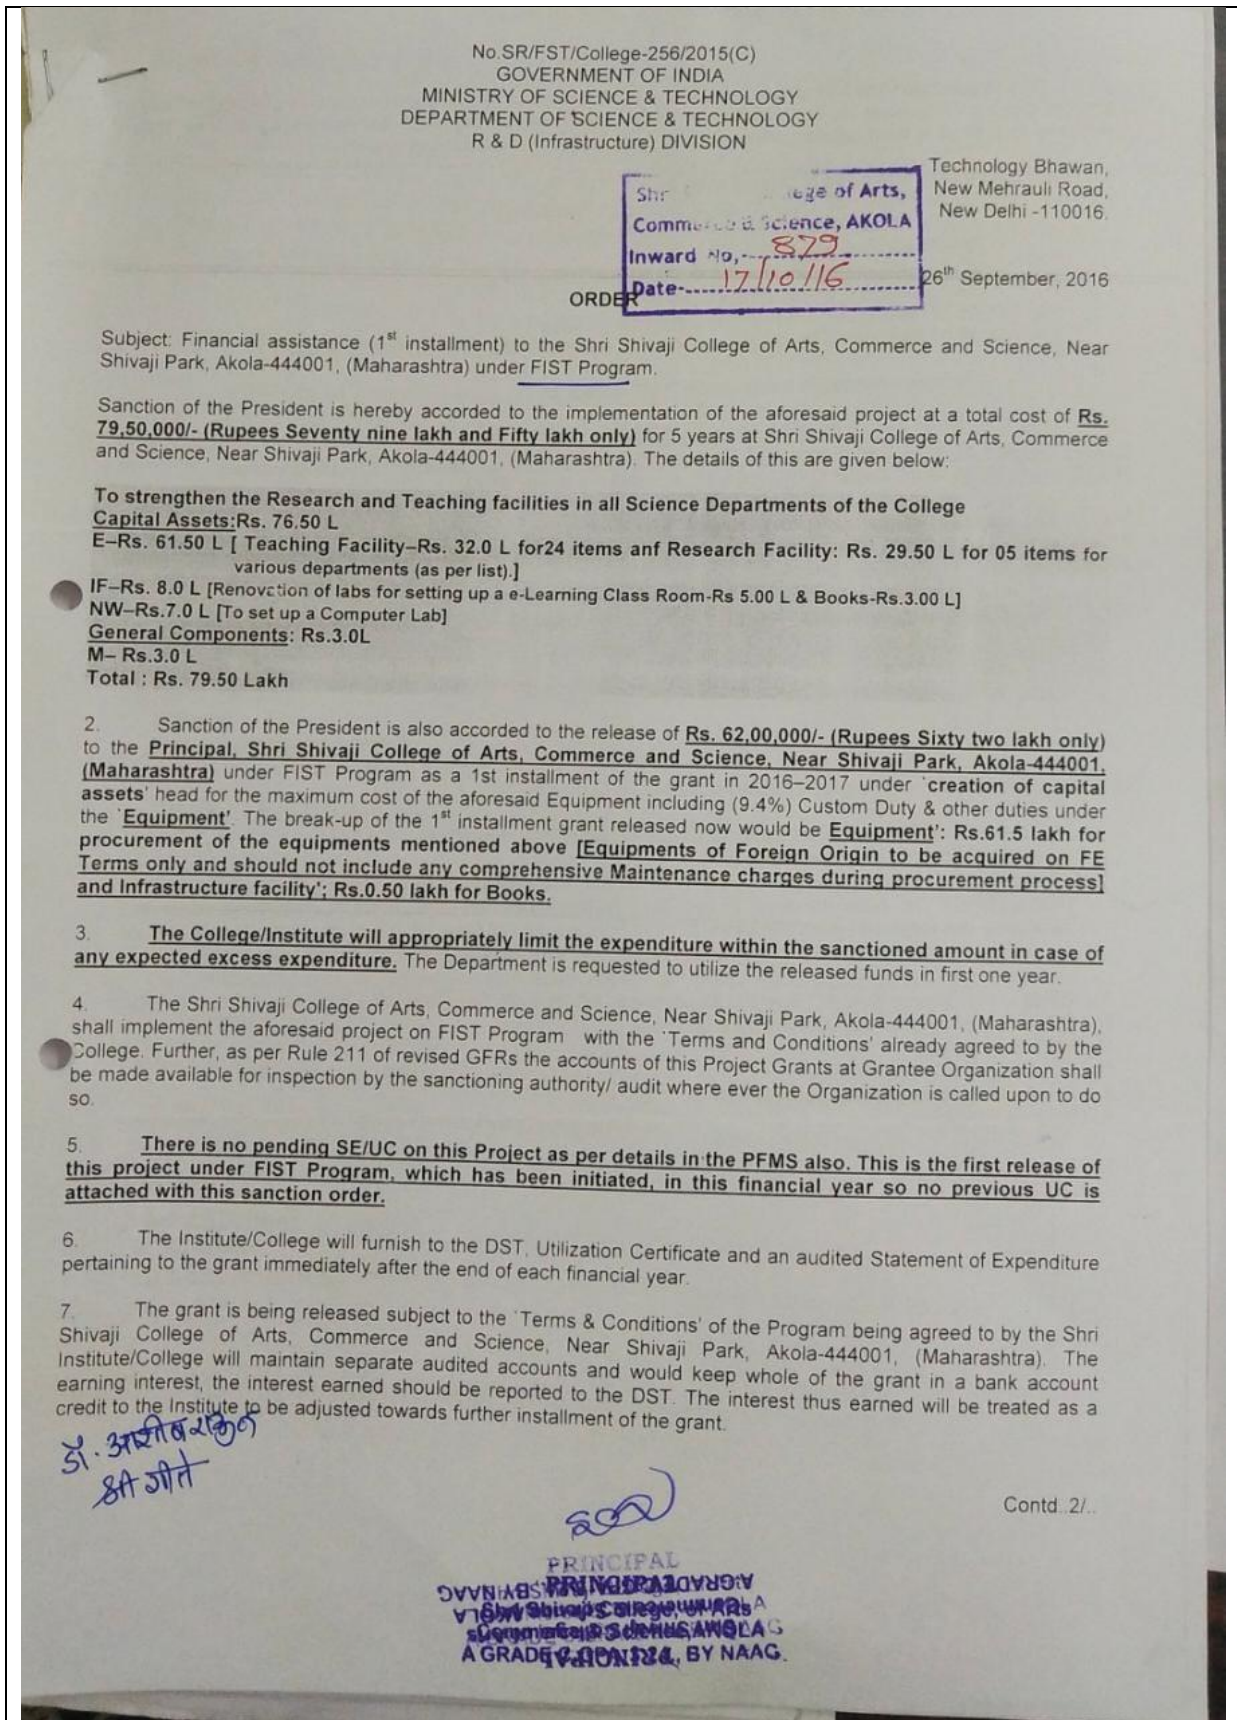 No.SR/FST/College-256/2015(C)
GOVERNMENT OF INDIA
MINISTRY OF SCIENCE & TECHNOLOGY
DEPARTMENT OF SCIENCE & TECHNOLOGY
R & D (Infrastructure) DIVISION
Technology Bhawan,
New Mehrauli Road,
New Delhi -110016.
Shr ege of Arts,
Comme & Science, AKOLA
Inward No,- 879
Date- 17/10/16
26th September, 2016
ORDER
Subject: Financial assistance (1st installment) to the Shri Shivaji College of Arts, Commerce and Science, Near
Shivaji Park, Akola-444001, (Maharashtra) under FIST Program.
Sanction of the President is hereby accorded to the implementation of the aforesaid project at a total cost of Rs.
79,50,000/- (Rupees Seventy nine lakh and Fifty lakh only) for 5 years at Shri Shivaji College of Arts, Commerce
and Science, Near Shivaji Park, Akola-444001, (Maharashtra). The details of this are given below:
To strengthen the Research and Teaching facilities in all Science Departments of the College
Capital Assets:Rs. 76.50 L
E–Rs. 61.50 L [ Teaching Facility–Rs. 32.0 L for24 items anf Research Facility: Rs. 29.50 L for 05 items for
various departments (as per list).]
IF–Rs. 8.0 L [Renovation of labs for setting up a e-Learning Class Room-Rs 5.00 L & Books-Rs.3.00 L]
NW–Rs.7.0 L [To set up a Computer Lab]
General Components: Rs.3.0L
M– Rs.3.0 L
Total : Rs. 79.50 Lakh
2. Sanction of the President is also accorded to the release of Rs. 62,00,000/- (Rupees Sixty two lakh only)
to the Principal, Shri Shivaji College of Arts, Commerce and Science, Near Shivaji Park, Akola-444001,
(Maharashtra) under FIST Program as a 1st installment of the grant in 2016–2017 under `creation of capital
assets' head for the maximum cost of the aforesaid Equipment including (9.4%) Custom Duty & other duties under
the `Equipment'. The break-up of the 1st installment grant released now would be Equipment': Rs.61.5 lakh for
procurement of the equipments mentioned above [Equipments of Foreign Origin to be acquired on FE
Terms only and should not include any comprehensive Maintenance charges during procurement process]
and Infrastructure facility'; Rs.0.50 lakh for Books.
3. The College/Institute will appropriately limit the expenditure within the sanctioned amount in case of
any expected excess expenditure. The Department is requested to utilize the released funds in first one year.
4. The Shri Shivaji College of Arts, Commerce and Science, Near Shivaji Park, Akola-444001, (Maharashtra),
shall implement the aforesaid project on FIST Program with the `Terms and Conditions' already agreed to by the
College. Further, as per Rule 211 of revised GFRs the accounts of this Project Grants at Grantee Organization shall
be made available for inspection by the sanctioning authority/ audit where ever the Organization is called upon to do
so.
5. There is no pending SE/UC on this Project as per details in the PFMS also. This is the first release of
this project under FIST Program, which has been initiated, in this financial year so no previous UC is
attached with this sanction order.
6. The Institute/College will furnish to the DST, Utilization Certificate and an audited Statement of Expenditure
pertaining to the grant immediately after the end of each financial year.
7. The grant is being released subject to the `Terms & Conditions' of the Program being agreed to by the Shri
Shivaji College of Arts, Commerce and Science, Near Shivaji Park, Akola-444001, (Maharashtra). The
Institute/College will maintain separate audited accounts and would keep whole of the grant in a bank account
earning interest, the interest earned should be reported to the DST. The interest thus earned will be treated as a
credit to the Institute to be adjusted towards further installment of the grant.
डॉ.
श्री गीते
Contd..2/..
PRINCIPAL
PRINCIPAL
A GRADE BY NAAC.